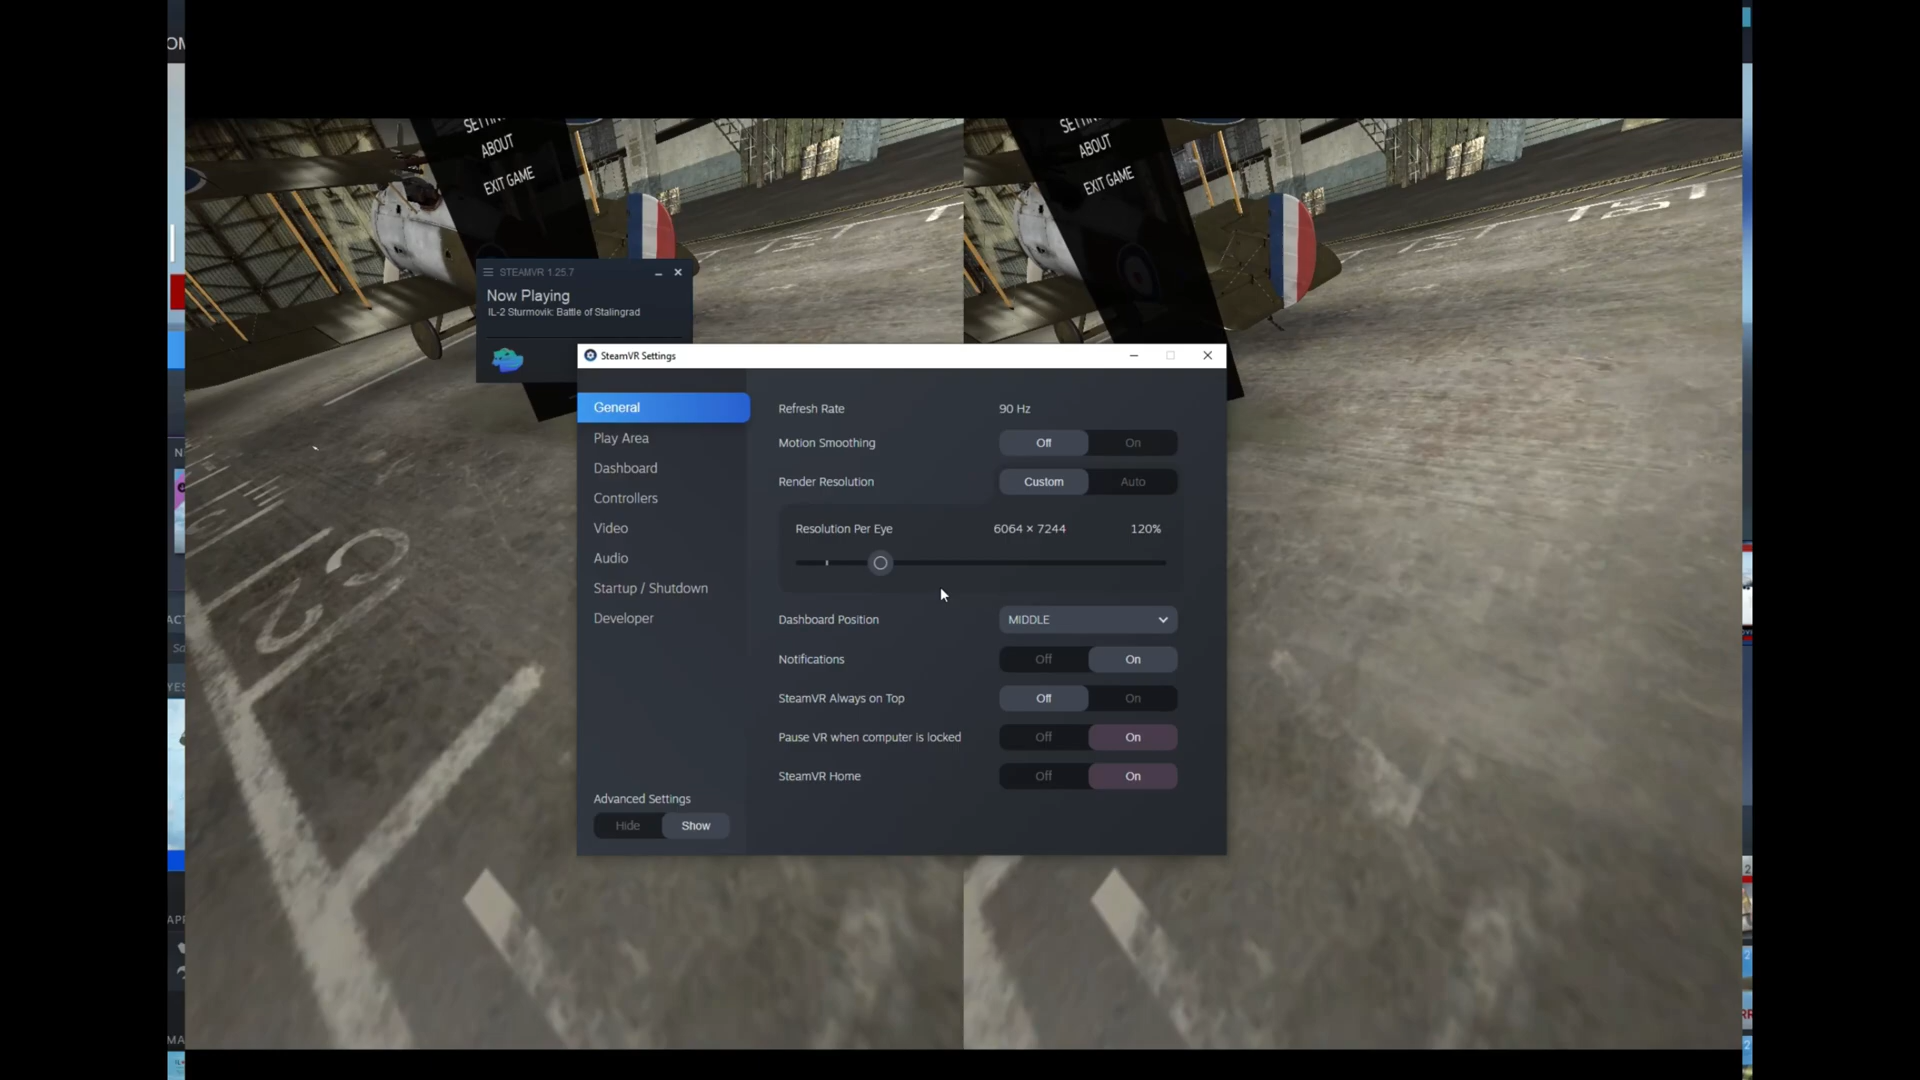 ABOUT
EXIT GAME
ABOUT
EXIT GAME
STEAMVR 1.25.7
Now Playing
IL-2 Sturmovik: Battle of Stalingrad
SteamVR Settings
General
Play Area
Dashboard
Controllers
Video
Audio
Startup / Shutdown
Developer
Advanced Settings
Hide Show
Refresh Rate 90 Hz
Motion Smoothing Off On
Render Resolution Custom Auto
Resolution Per Eye 6064 × 7244 120%
Dashboard Position MIDDLE
Notifications Off On
SteamVR Always on Top Off On
Pause VR when computer is locked Off On
SteamVR Home Off On